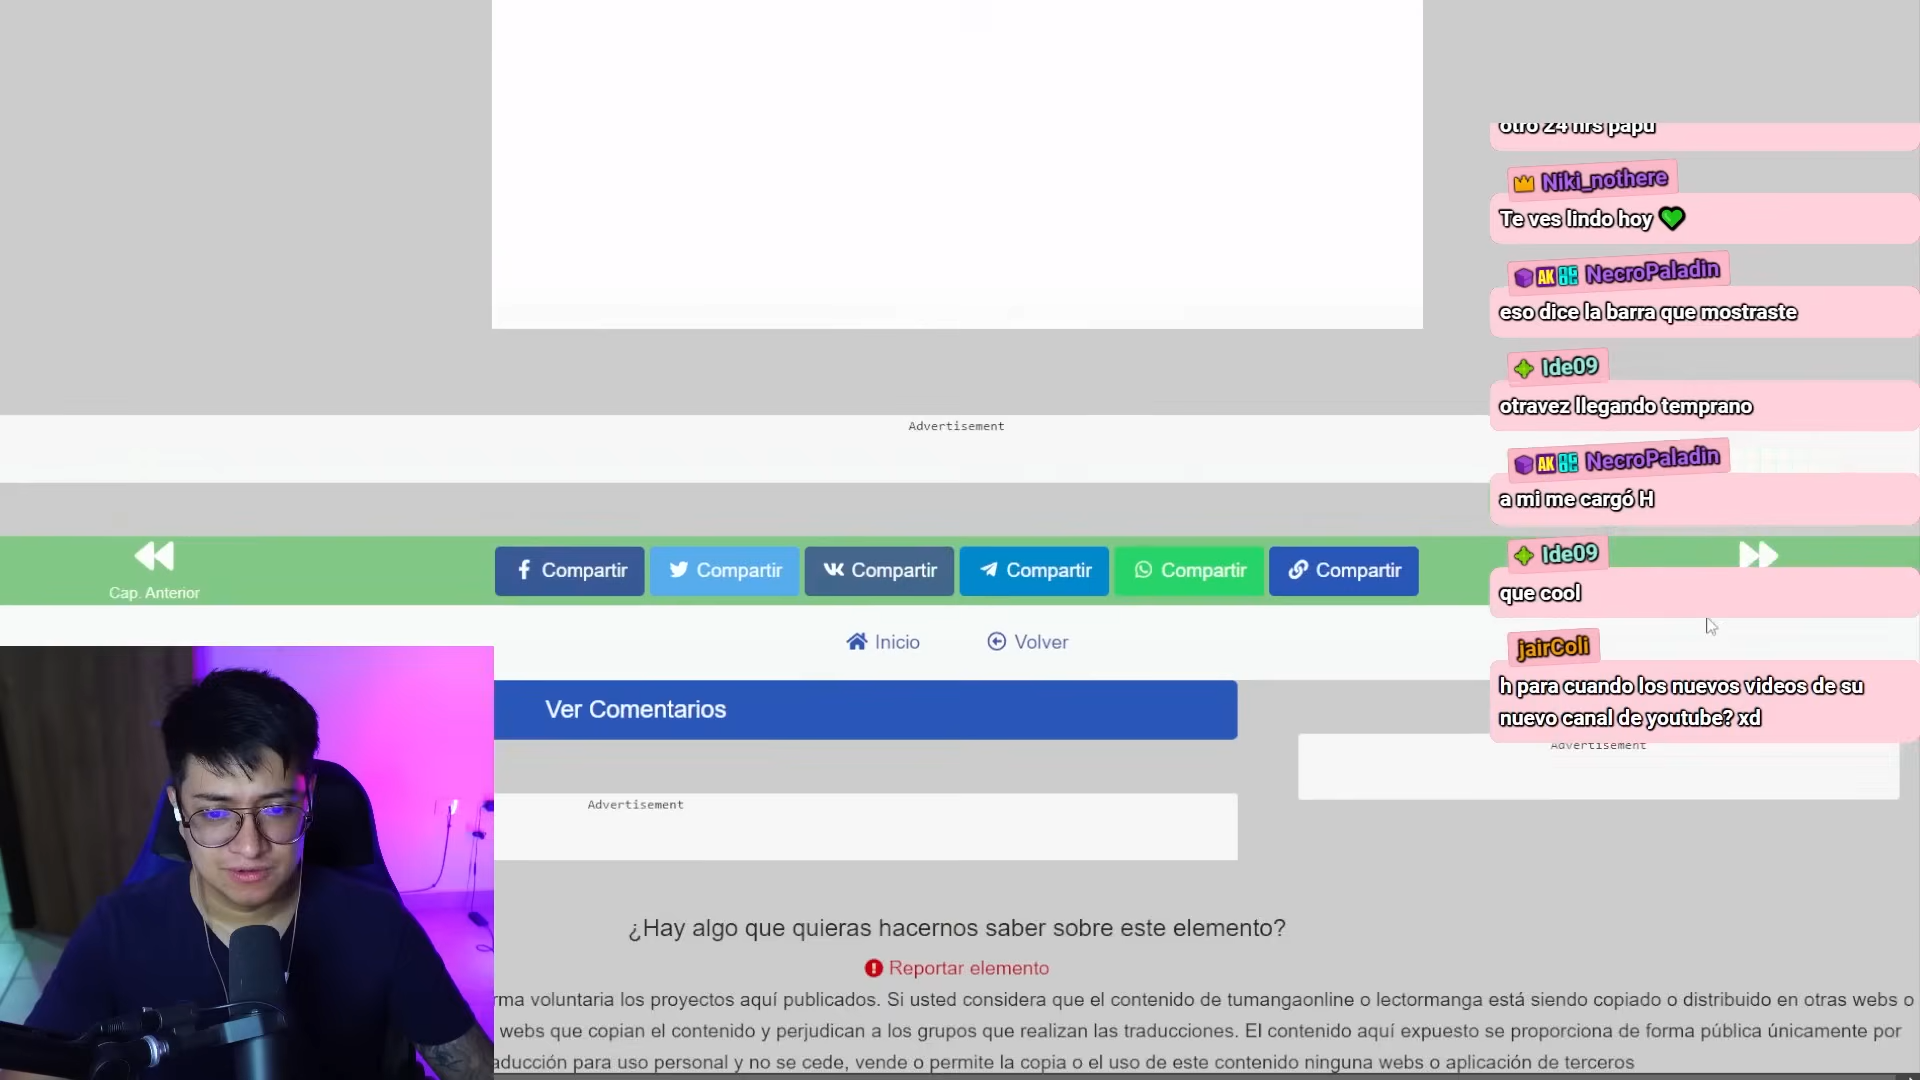 otro 24 hrs papu
Niki_nothere
Te ves lindo hoy
NecroPaladin
eso dice la barra que mostraste
Ide09
otravez llegando temprano
Advertisement
AK
NecroPaladin
a mi me cargó H
Cap. Anterior
Compartir
Compartir
Compartir
Compartir
Compartir
Compartir
Ide09
que cool
Inicio
Volver
jairColi
h para cuando los nuevos videos de su
nuevo canal de youtube? xd
Ver Comentarios
Advertisement
Advertisement
¿Hay algo que quieras hacernos saber sobre este elemento?
Reportar elemento
rma voluntaria los proyectos aquí publicados. Si usted considera que el contenido de tumangaonline o lectormanga está siendo copiado o distribuido en otras webs o
webs que copian el contenido y perjudican a los grupos que realizan las traducciones. El contenido aquí expuesto se proporciona de forma pública únicamente por
aducción para uso personal y no se cede, vende o permite la copia o el uso de este contenido ninguna webs o aplicación de terceros